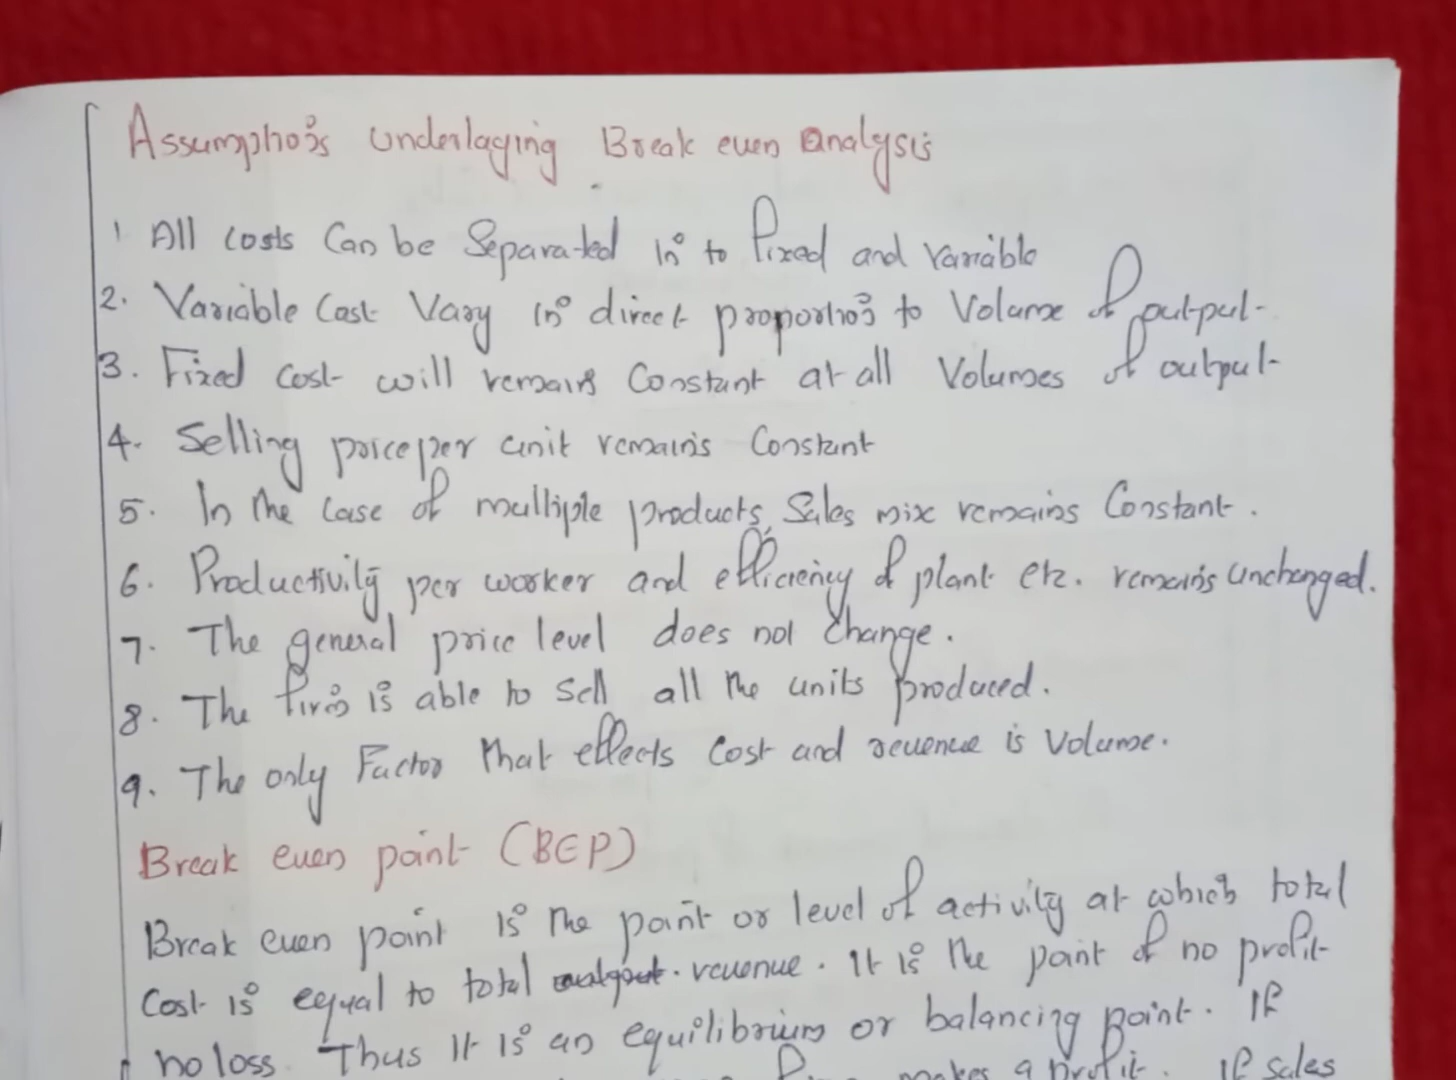 Assumptions underlaying Break even analysis
1 All costs Can be Separated in to fixed and variable
2. Variable Cost Vary in direct proportion to Volume of output
3. Fixed cost will remains Constant at all Volumes of output
4. Selling price per unit remains Constant
5. In the case of multiple products, Sales mix remains Constant.
6. Productivity per worker and efficiency of plant etc. remains Unchanged.
7. The general price level does not change.
8. The firm is able to sell all the units produced.
9. The only Factor that effects Cost and revenue is Volume.
Break even point (BEP)
Break even point is the point or level of activity at which total
Cost is equal to total revenue. It is the point of no profit
no loss. Thus it is an equilibrium or balancing point. If
makes a profit. If sales